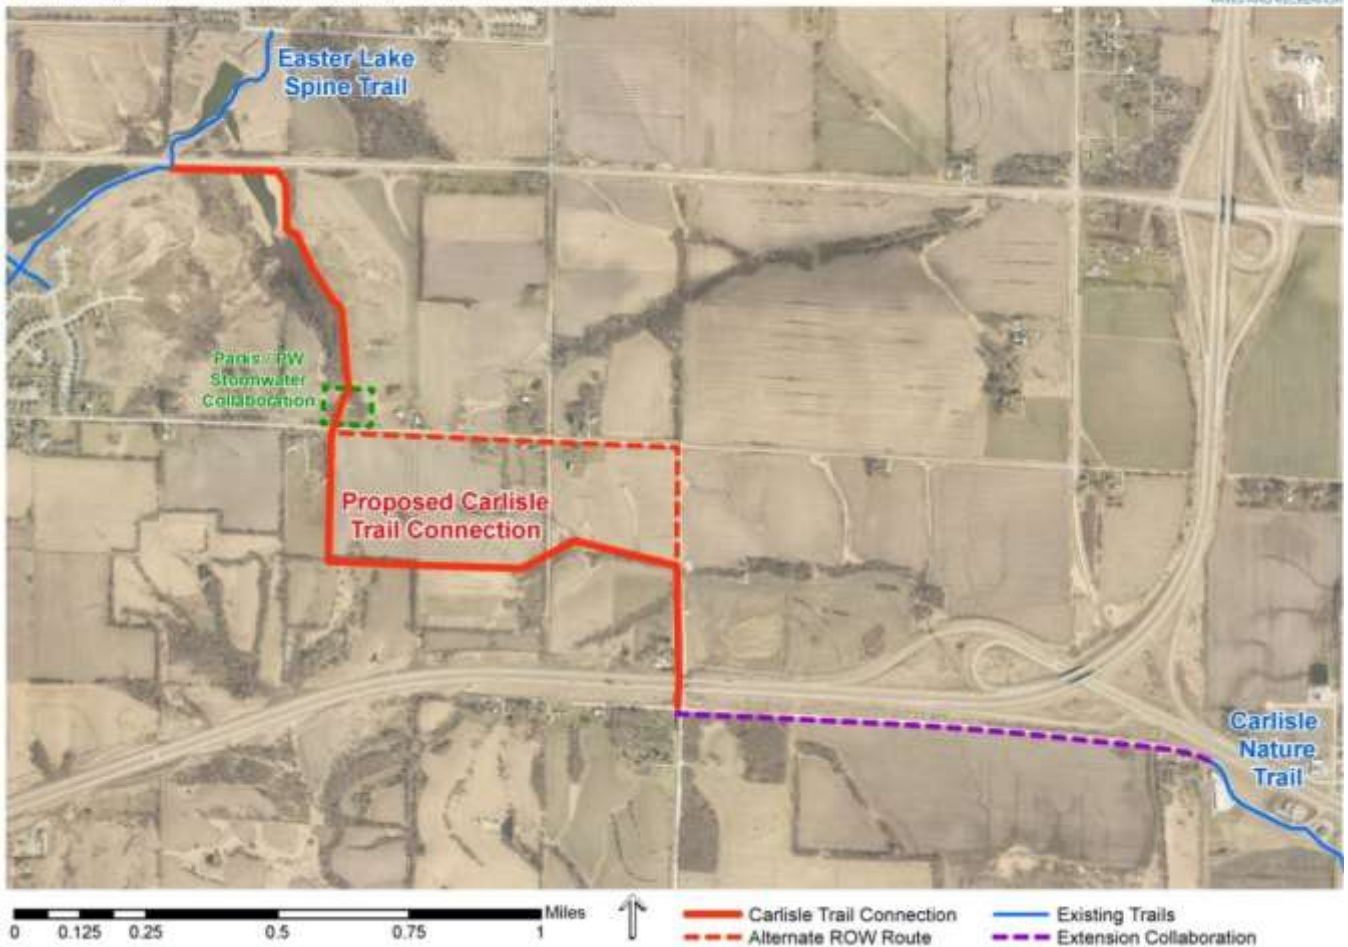 Easter Lake
Spine Trail
Parks / PW
Stormwater
Collaboration
Proposed Carlisle
Trail Connection
Carlisle
Nature
Trail
Miles
0 0.125 0.25 0.5 0.75 1
Carlisle Trail Connection
Alternate ROW Route
Existing Trails
Extension Collaboration